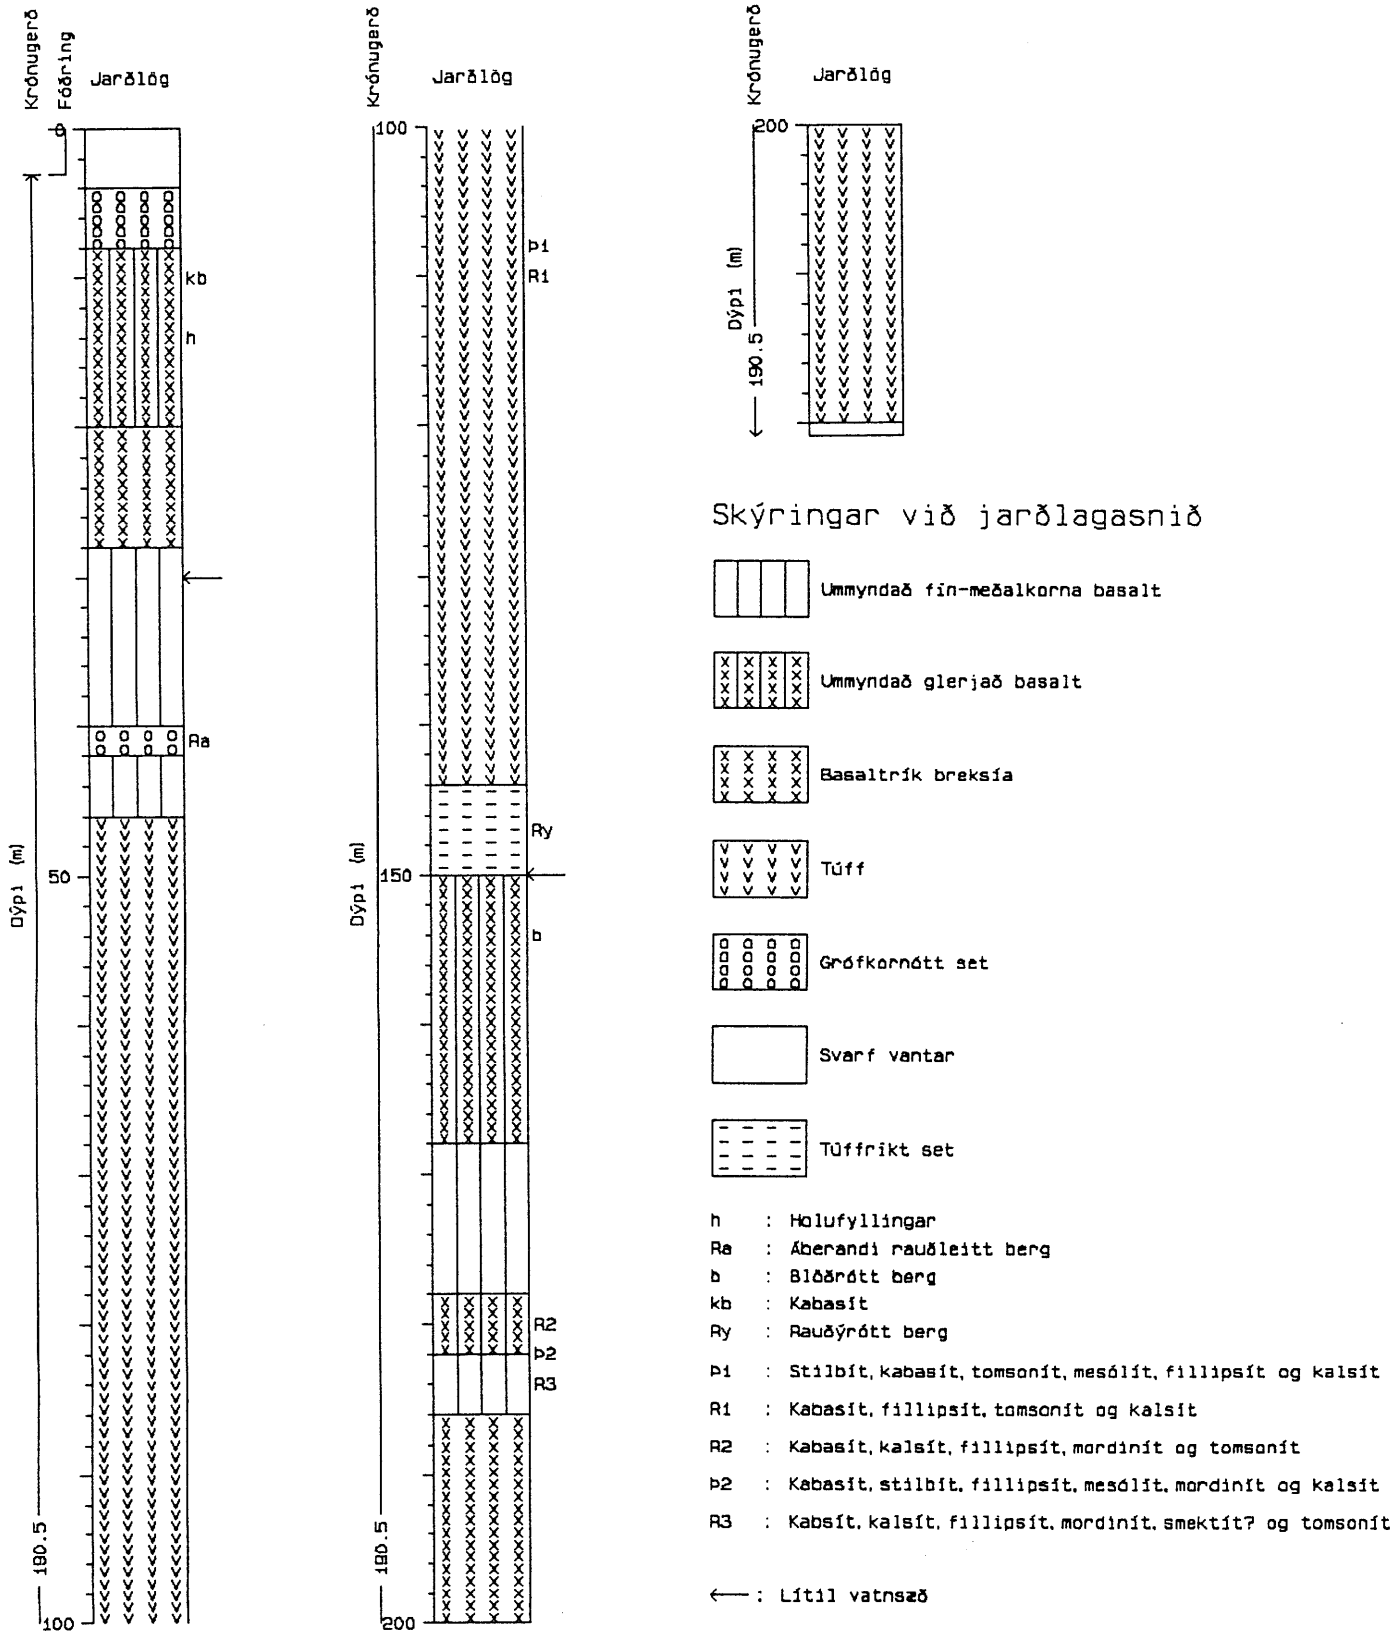 Krónugerð
Fóðring
Jarðlög
0
kb
h
Ra
Dýpi (m)
50
190.5
100
Krónugerð
Jarðlög
100
Þ1
R1
Ry
Dýpi (m)
150
b
R2
Þ2
R3
190.5
200
Krónugerð
Jarðlög
200
Dýpi (m)
190.5
Skýringar við jarðlagasnið
Ummyndað fín-meðalkorna basalt
Ummyndað glerjað basalt
Basaltrík breksía
Túff
Grófkornótt set
Svarf vantar
Túffríkt set
h : Holufyllingar
Ra : Áberandi rauðleitt berg
b : Blöðrótt berg
kb : Kabasít
Ry : Rauðýrótt berg
Þ1 : Stilbít, kabasít, tomsonít, mesólít, fillipsít og kalsít
R1 : Kabasít, fillipsít, tomsonít og kalsít
R2 : Kabasít, kalsít, fillipsít, mordinít og tomsonít
Þ2 : Kabasít, stilbít, fillipsít, mesólít, mordinít og kalsít
R3 : Kabsít, kalsít, fillipsít, mordinít, smektít? og tomsonít
← : Lítil vatnsæð